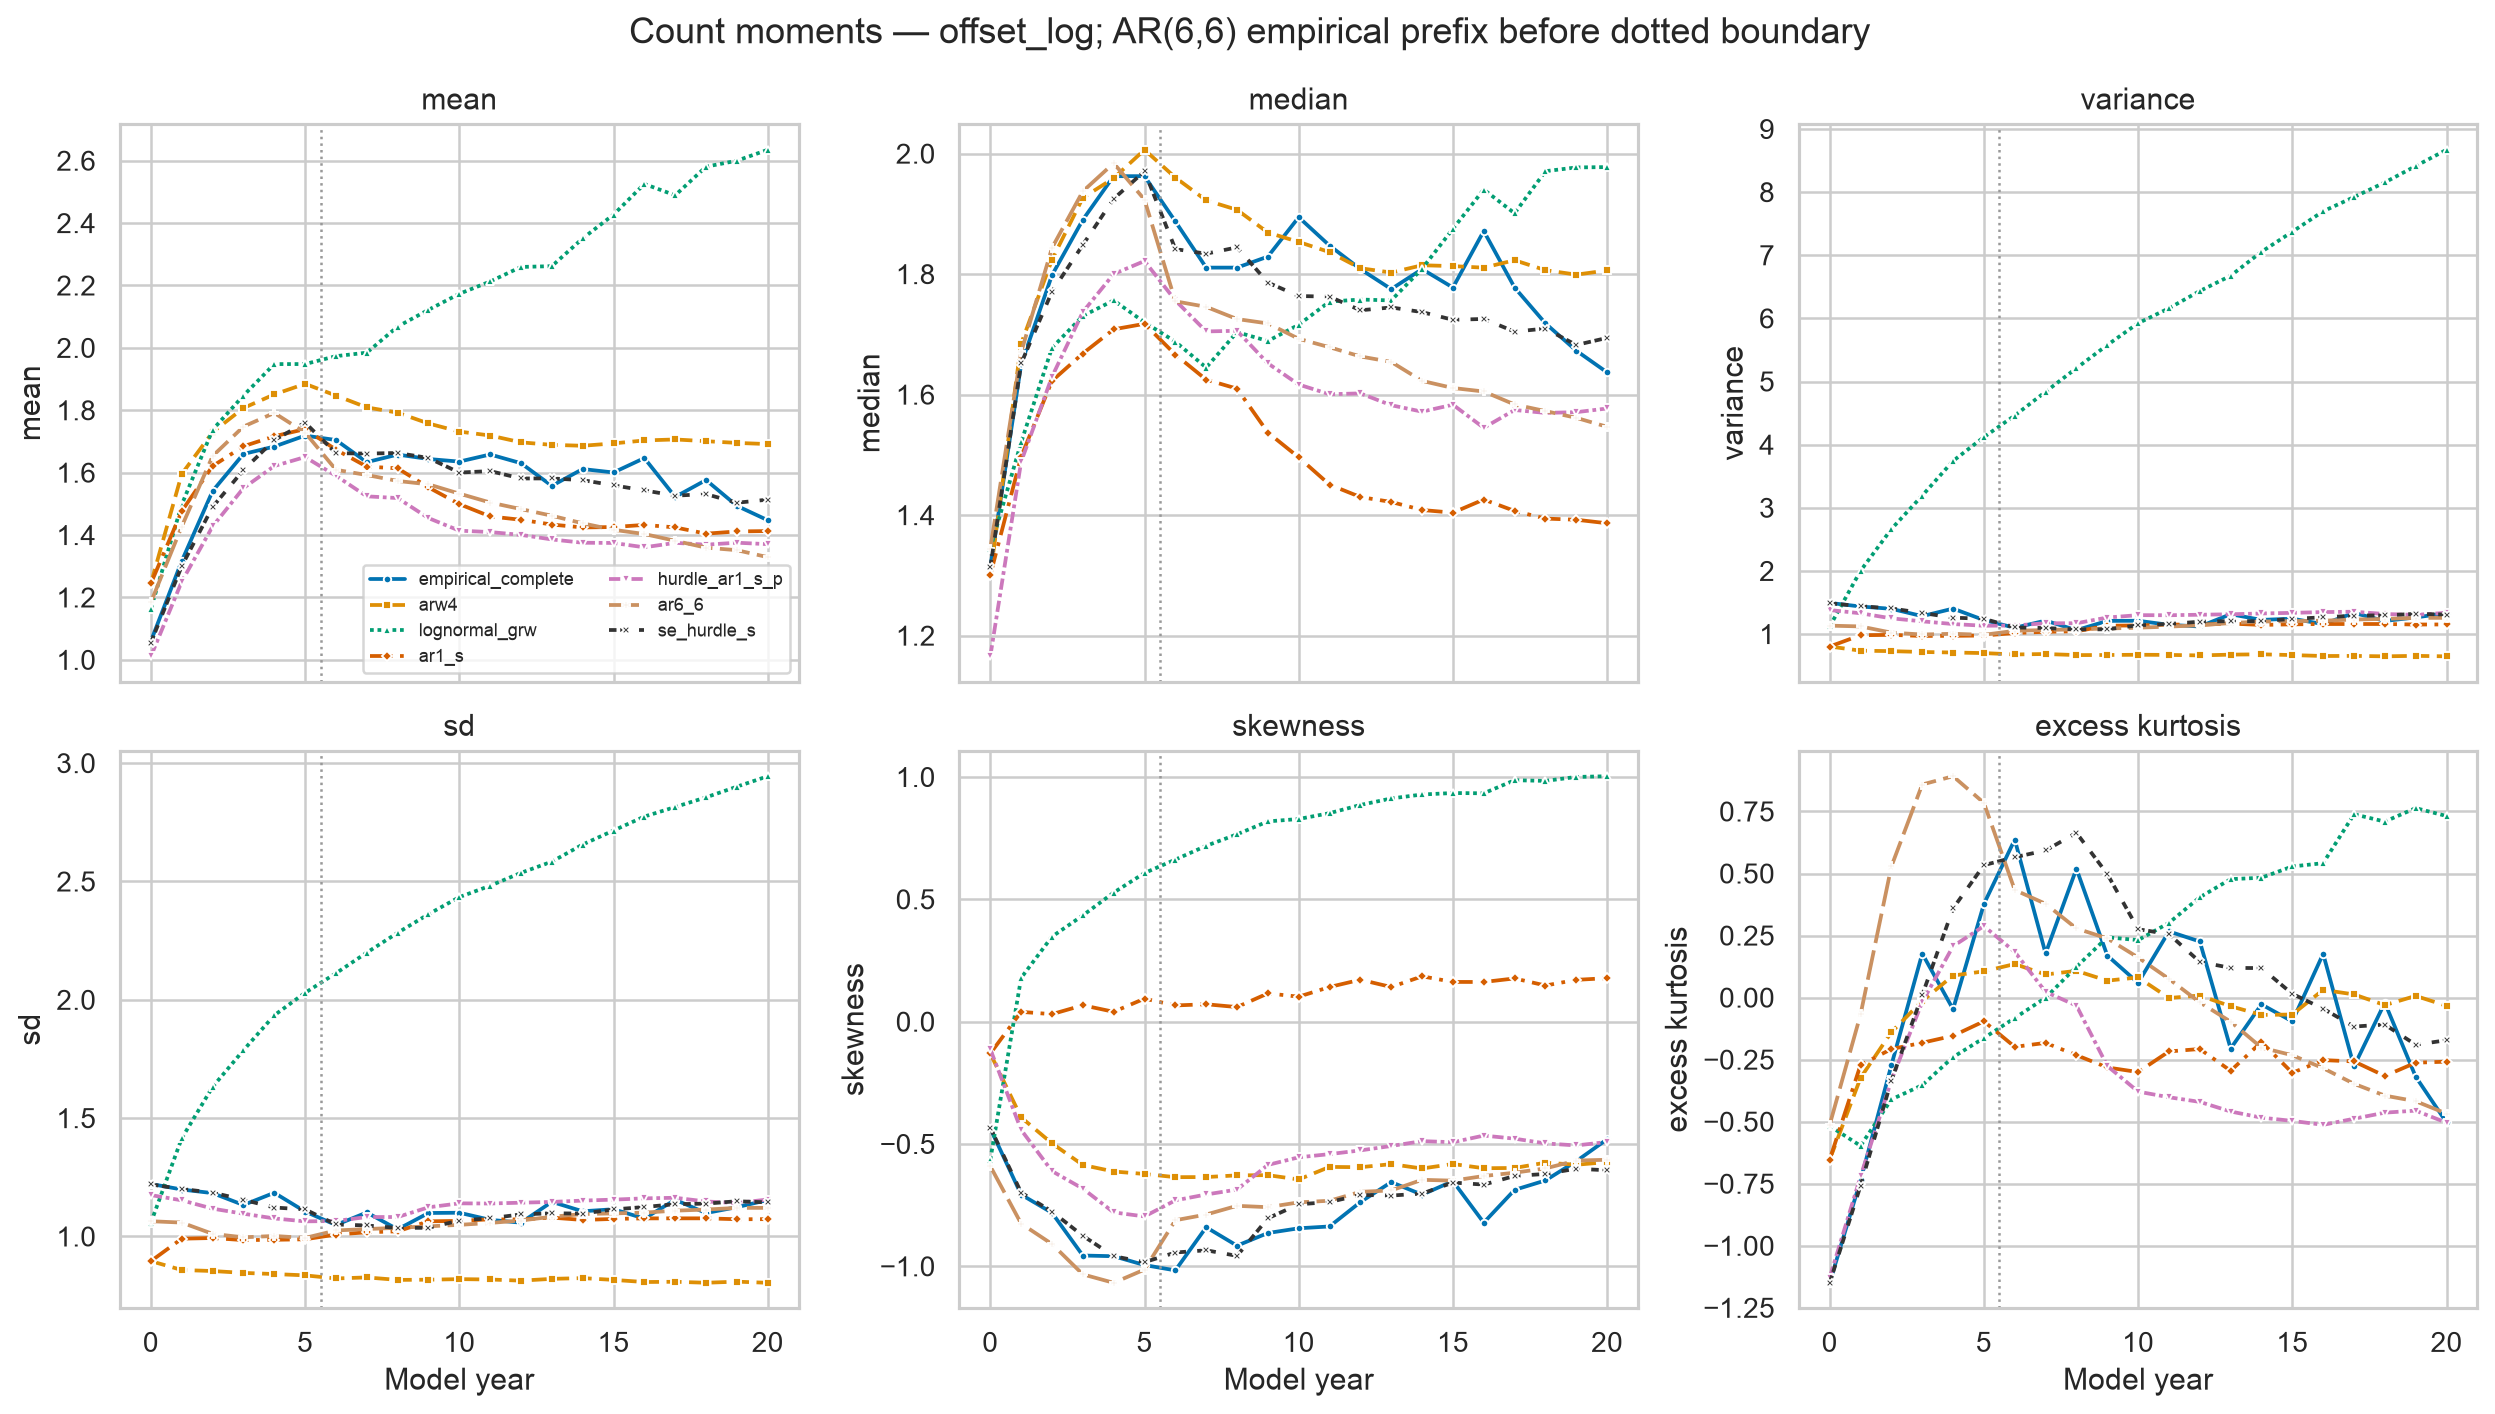 Count moments — offset_log; AR(6,6) empirical prefix before dotted boundary
mean
mean
2.6
2.4
2.2
2.0
1.8
1.6
1.4
1.2
1.0
empirical_complete
arw4
lognormal_grw
ar1_s
hurdle_ar1_s_p
ar6_6
se_hurdle_s
median
median
2.0
1.8
1.6
1.4
1.2
variance
variance
9
8
7
6
5
4
3
2
1
sd
sd
3.0
2.5
2.0
1.5
1.0
0
5
10
15
20
Model year
skewness
skewness
1.0
0.5
0.0
−0.5
−1.0
0
5
10
15
20
Model year
excess kurtosis
excess kurtosis
0.75
0.50
0.25
0.00
−0.25
−0.50
−0.75
−1.00
−1.25
0
5
10
15
20
Model year